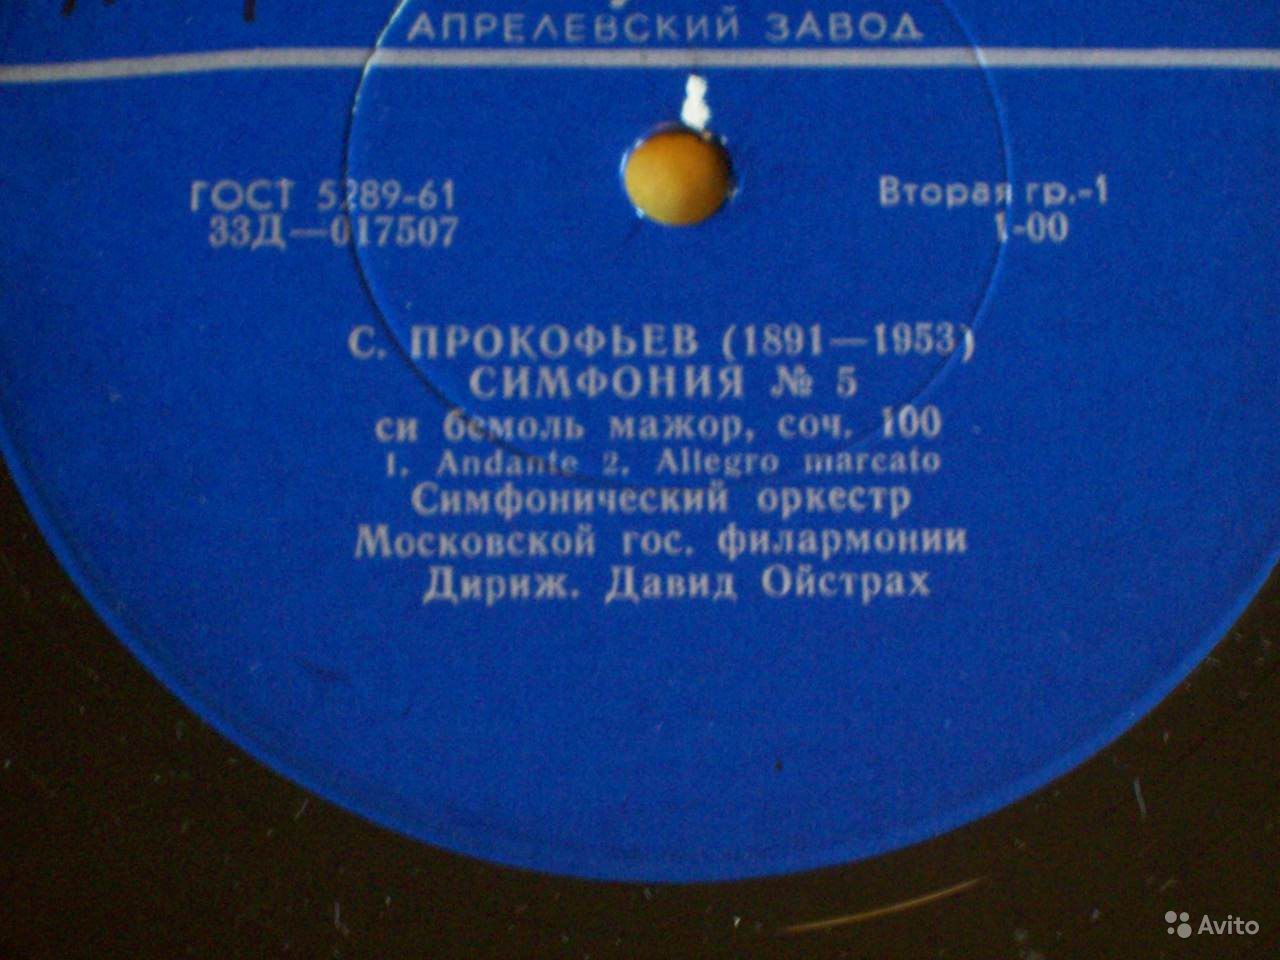 АПРЕЛЕВСКИЙ ЗАВОД
ГОСТ 5289-61
33Д—017507
Вторая гр.-1
1-00
С. ПРОКОФЬЕВ (1891—1953)
СИМФОНИЯ № 5
си бемоль мажор, соч. 100
1. Andante 2. Allegro marcato
Симфонический оркестр
Московской гос. филармонии
Дириж. Давид Ойстрах
Avito